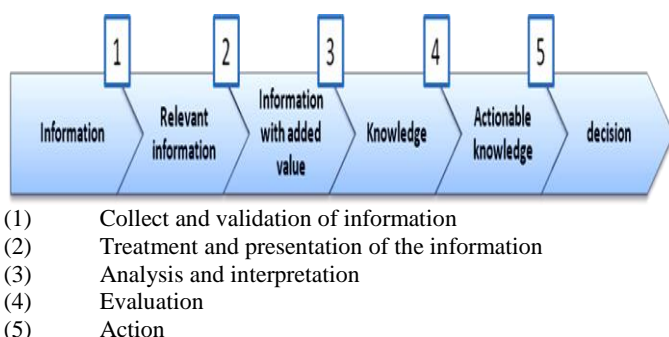 1 2 3 4 5
Information
Relevant
information
Information
with added
value
Knowledge
Actionable
knowledge
decision
(1) Collect and validation of information
(2) Treatment and presentation of the information
(3) Analysis and interpretation
(4) Evaluation
(5) Action